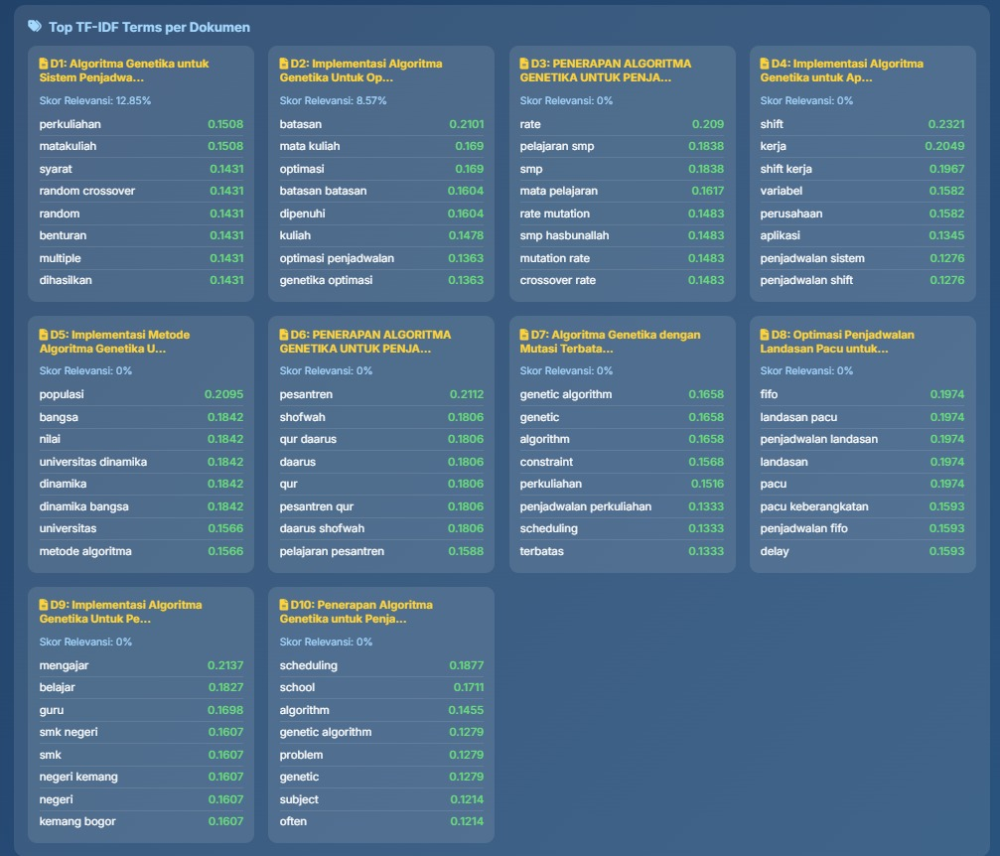 Top TF-IDF Terms per Dokumen
D1: Algoritma Genetika untuk
Sistem Penjadwa...
Skor Relevansi: 12.85%
perkuliahan 0.1508
matakuliah 0.1508
syarat 0.1431
random crossover 0.1431
random 0.1431
benturan 0.1431
multiple 0.1431
dihasilkan 0.1431
D2: Implementasi Algoritma
Genetika Untuk Op...
Skor Relevansi: 8.57%
batasan 0.2101
mata kuliah 0.169
optimasi 0.169
batasan batasan 0.1604
dipenuhi 0.1604
kuliah 0.1478
optimasi penjadwalan 0.1363
genetika optimasi 0.1363
D3: PENERAPAN ALGORITMA
GENETIKA UNTUK PENJA...
Skor Relevansi: 0%
rate 0.209
pelajaran smp 0.1838
smp 0.1838
mata pelajaran 0.1617
rate mutation 0.1483
smp hasbunallah 0.1483
mutation rate 0.1483
crossover rate 0.1483
D4: Implementasi Algoritma
Genetika untuk Ap...
Skor Relevansi: 0%
shift 0.2321
kerja 0.2049
shift kerja 0.1967
variabel 0.1582
perusahaan 0.1582
aplikasi 0.1345
penjadwalan sistem 0.1276
penjadwalan shift 0.1276
D5: Implementasi Metode
Algoritma Genetika U...
Skor Relevansi: 0%
populasi 0.2095
bangsa 0.1842
nilai 0.1842
universitas dinamika 0.1842
dinamika 0.1842
dinamika bangsa 0.1842
universitas 0.1566
metode algoritma 0.1566
D6: PENERAPAN ALGORITMA
GENETIKA UNTUK PENJA...
Skor Relevansi: 0%
pesantren 0.2112
shofwah 0.1806
qur daarus 0.1806
daarus 0.1806
qur 0.1806
pesantren qur 0.1806
daarus shofwah 0.1806
pelajaran pesantren 0.1588
D7: Algoritma Genetika dengan
Mutasi Terbata...
Skor Relevansi: 0%
genetic algorithm 0.1658
genetic 0.1658
algorithm 0.1658
constraint 0.1568
perkuliahan 0.1516
penjadwalan perkuliahan 0.1333
scheduling 0.1333
terbatas 0.1333
D8: Optimasi Penjadwalan
Landasan Pacu untuk...
Skor Relevansi: 0%
fifo 0.1974
landasan pacu 0.1974
penjadwalan landasan 0.1974
landasan 0.1974
pacu 0.1974
pacu keberangkatan 0.1593
penjadwalan fifo 0.1593
delay 0.1593
D9: Implementasi Algoritma
Genetika Untuk Pe...
Skor Relevansi: 0%
mengajar 0.2137
belajar 0.1827
guru 0.1698
smk negeri 0.1607
smk 0.1607
negeri kemang 0.1607
negeri 0.1607
kemang bogor 0.1607
D10: Penerapan Algoritma
Genetika untuk Penja...
Skor Relevansi: 0%
scheduling 0.1877
school 0.1711
algorithm 0.1455
genetic algorithm 0.1279
problem 0.1279
genetic 0.1279
subject 0.1214
often 0.1214